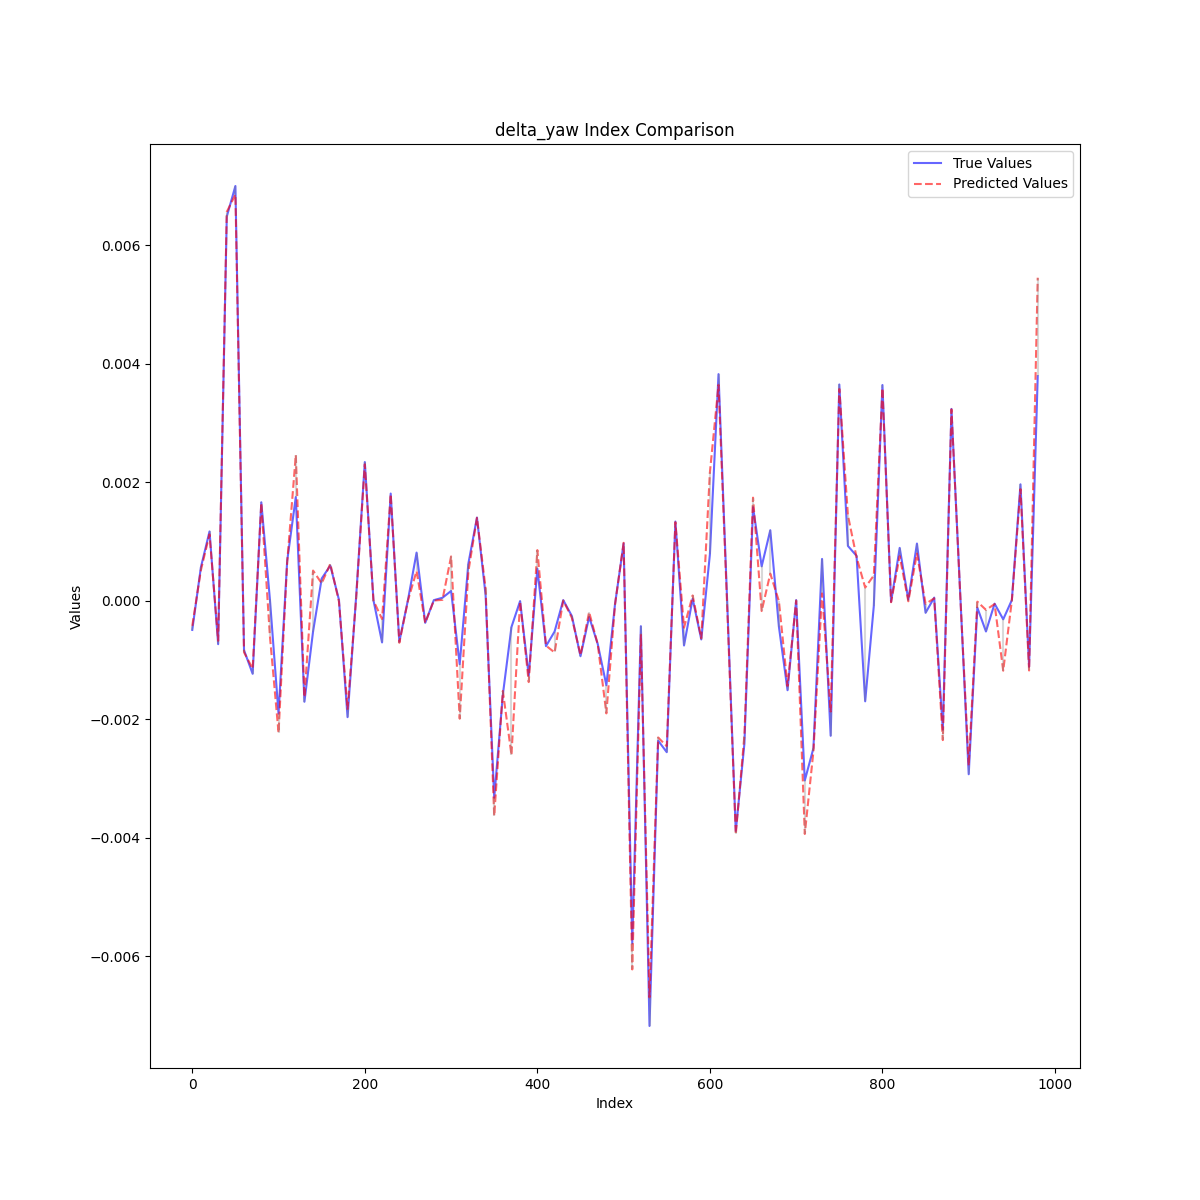 delta_yaw Index Comparison
True Values
Predicted Values
0.006
0.004
0.002
0.000
−0.002
−0.004
−0.006
Values
0
200
400
600
800
1000
Index